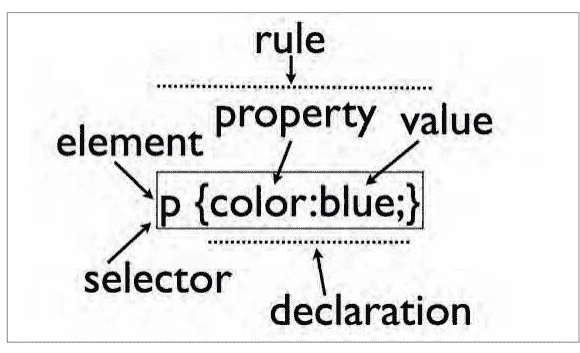 rule
property value
element
p {color:blue;}
selector
declaration